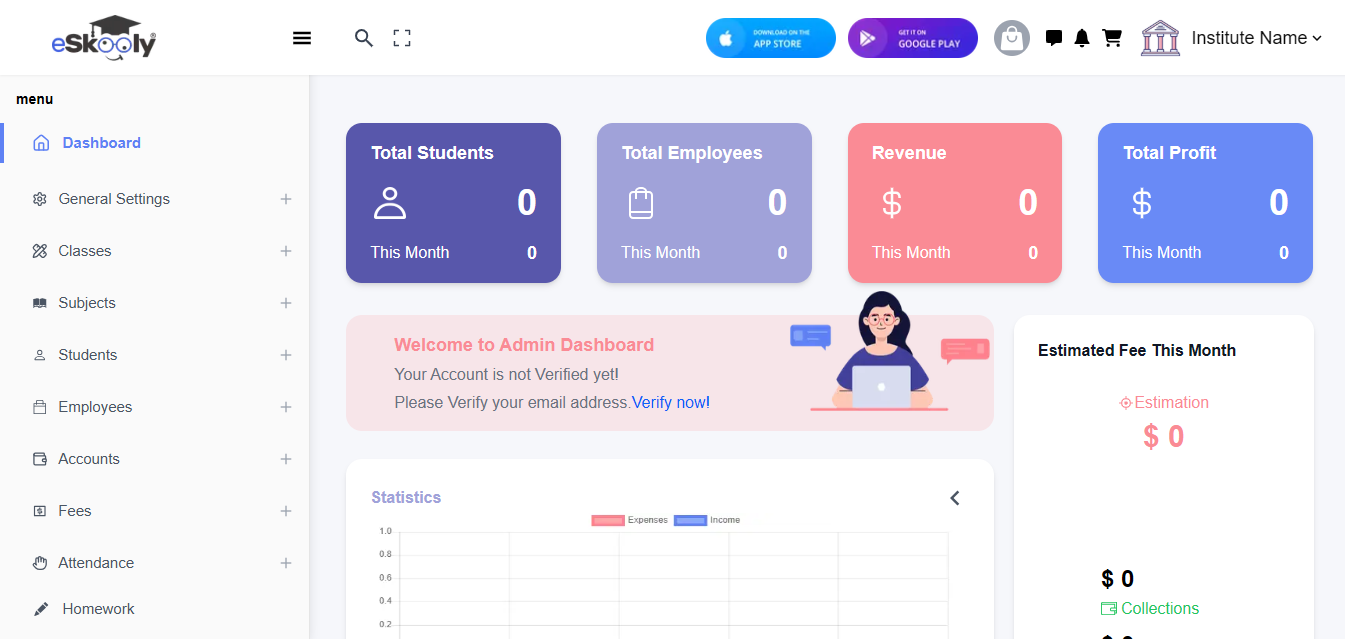 eSkooly
DOWNLOAD ON THE
APP STORE
GET IT ON
GOOGLE PLAY
Institute Name
menu
Dashboard
General Settings
Classes
Subjects
Students
Employees
Accounts
Fees
Attendance
Homework
Total Students
0
This Month 0
Total Employees
0
This Month 0
Revenue
$ 0
This Month 0
Total Profit
$ 0
This Month 0
Welcome to Admin Dashboard
Your Account is not Verified yet!
Please Verify your email address.Verify now!
Statistics
Expenses Income
1.0
0.8
0.6
0.4
0.2
Estimated Fee This Month
Estimation
$ 0
$ 0
Collections